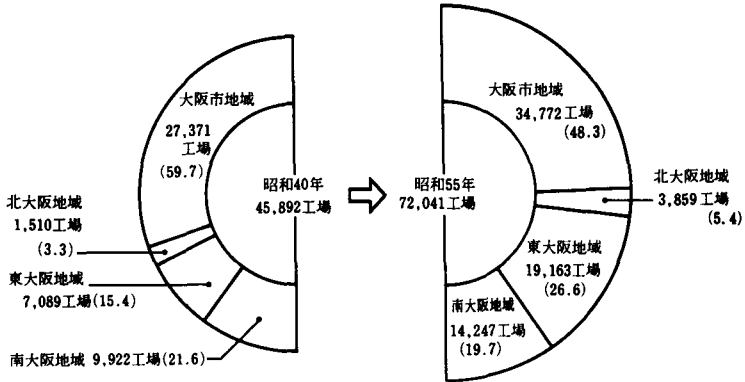 大阪市地域
27,371
工場
(59.7)
北大阪地域
1,510工場
(3.3)
東大阪地域
7,089工場(15.4)
南大阪地域 9,922工場(21.6)
昭和40年
45,892工場
昭和55年
72,041工場
大阪市地域
34,772工場
(48.3)
北大阪地域
3,859工場
(5.4)
東大阪地域
19,163工場
(26.6)
南大阪地域
14,247工場
(19.7)